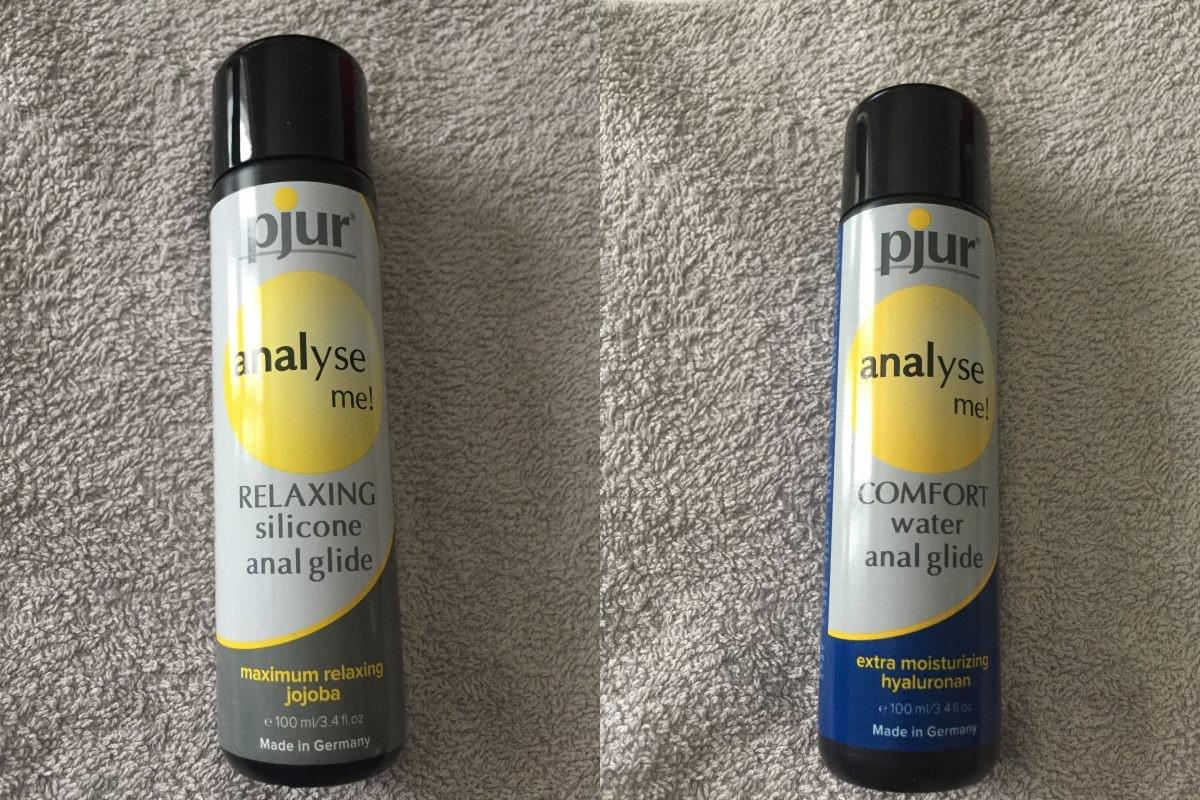 pjur®
analyse
me!
RELAXING
silicone
anal glide
maximum relaxing
jojoba
℮ 100 ml/3.4 fl.oz
Made in Germany
pjur®
analyse
me!
COMFORT
water
anal glide
extra moisturizing
hyaluronan
℮ 100 ml/3.4 fl.oz
Made in Germany